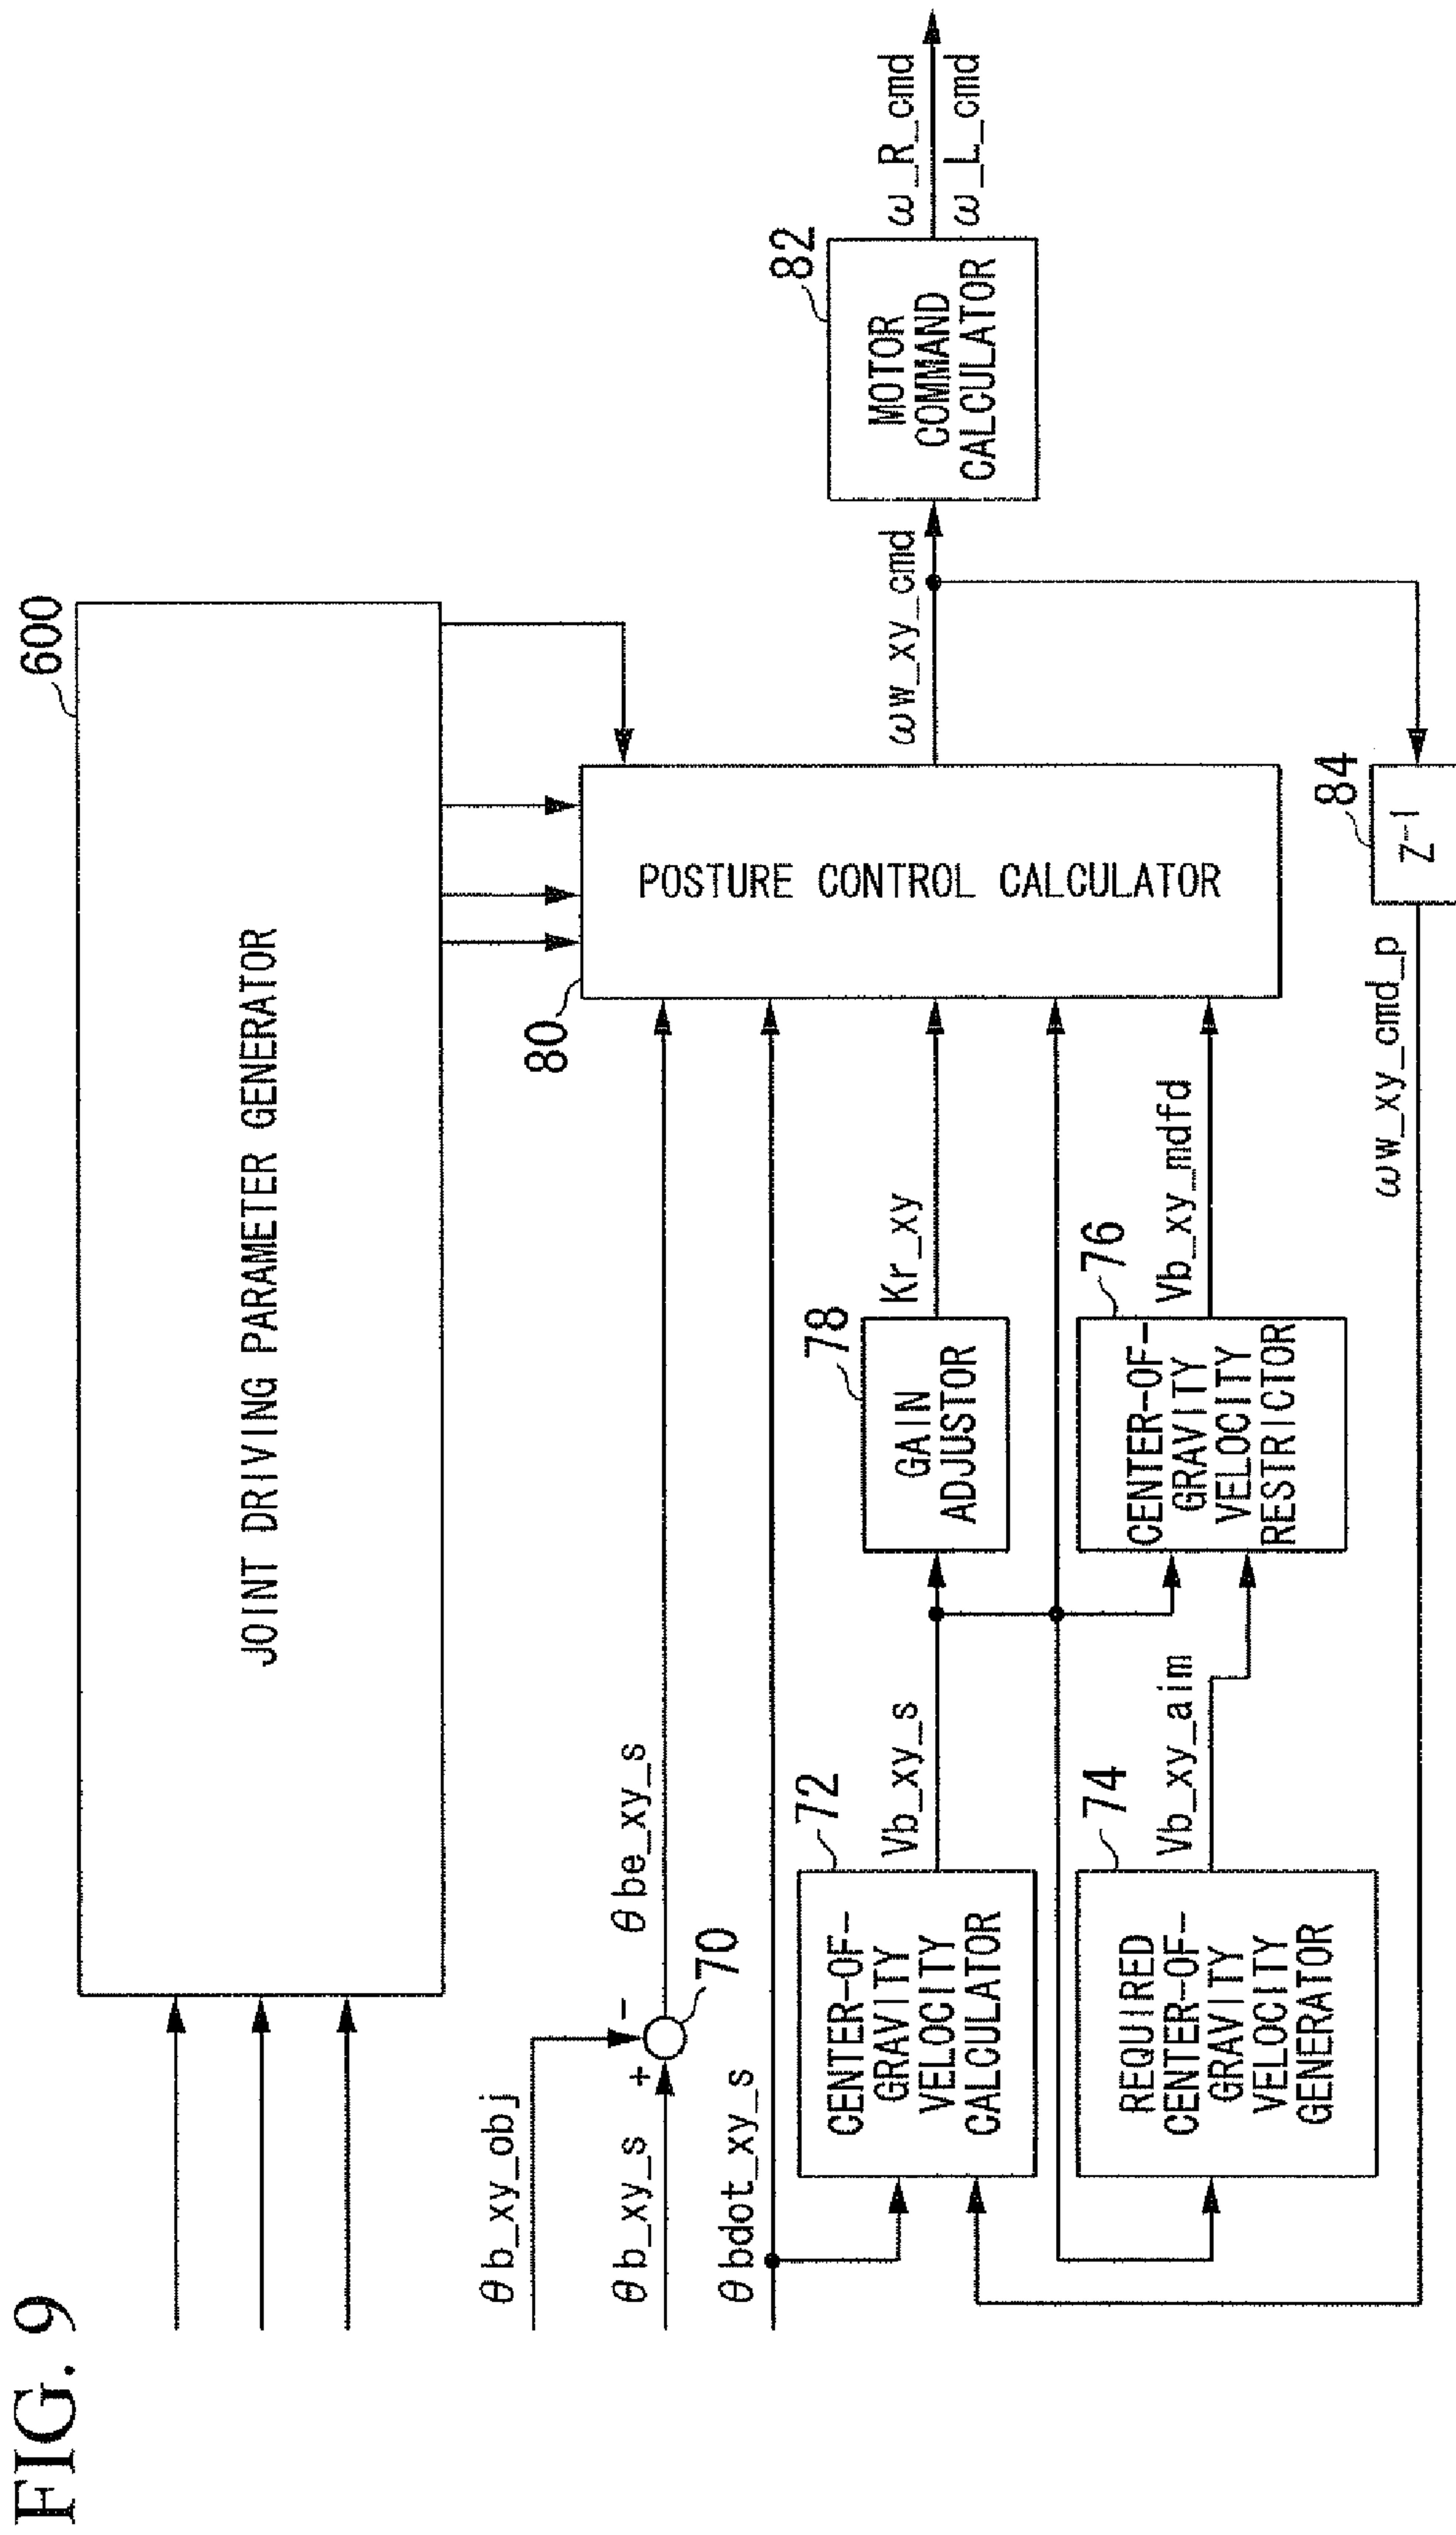 FIG. 9
600
JOINT DRIVING PARAMETER GENERATOR
θb_xy_obj
θb_xy_s
+
−
70
θbe_xy_s
θbdot_xy_s
72
CENTER-OF-
GRAVITY
VELOCITY
CALCULATOR
Vb_xy_s
78
GAIN
ADJUSTOR
Kr_xy
74
REQUIRED
CENTER-OF-
GRAVITY
VELOCITY
GENERATOR
Vb_xy_aim
76
CENTER-OF-
GRAVITY
VELOCITY
RESTRICTOR
Vb_xy_mdfd
80
POSTURE CONTROL CALCULATOR
ωw_xy_cmd
82
MOTOR
COMMAND
CALCULATOR
ω_R_cmd
ω_L_cmd
84
Z⁻¹
ωw_xy_cmd_p